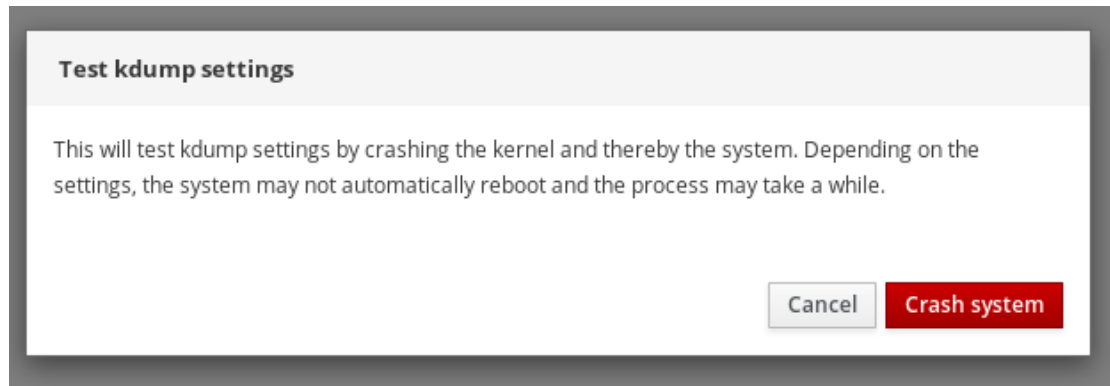 Test kdump settings
This will test kdump settings by crashing the kernel and thereby the system. Depending on the
settings, the system may not automatically reboot and the process may take a while.
Cancel Crash system